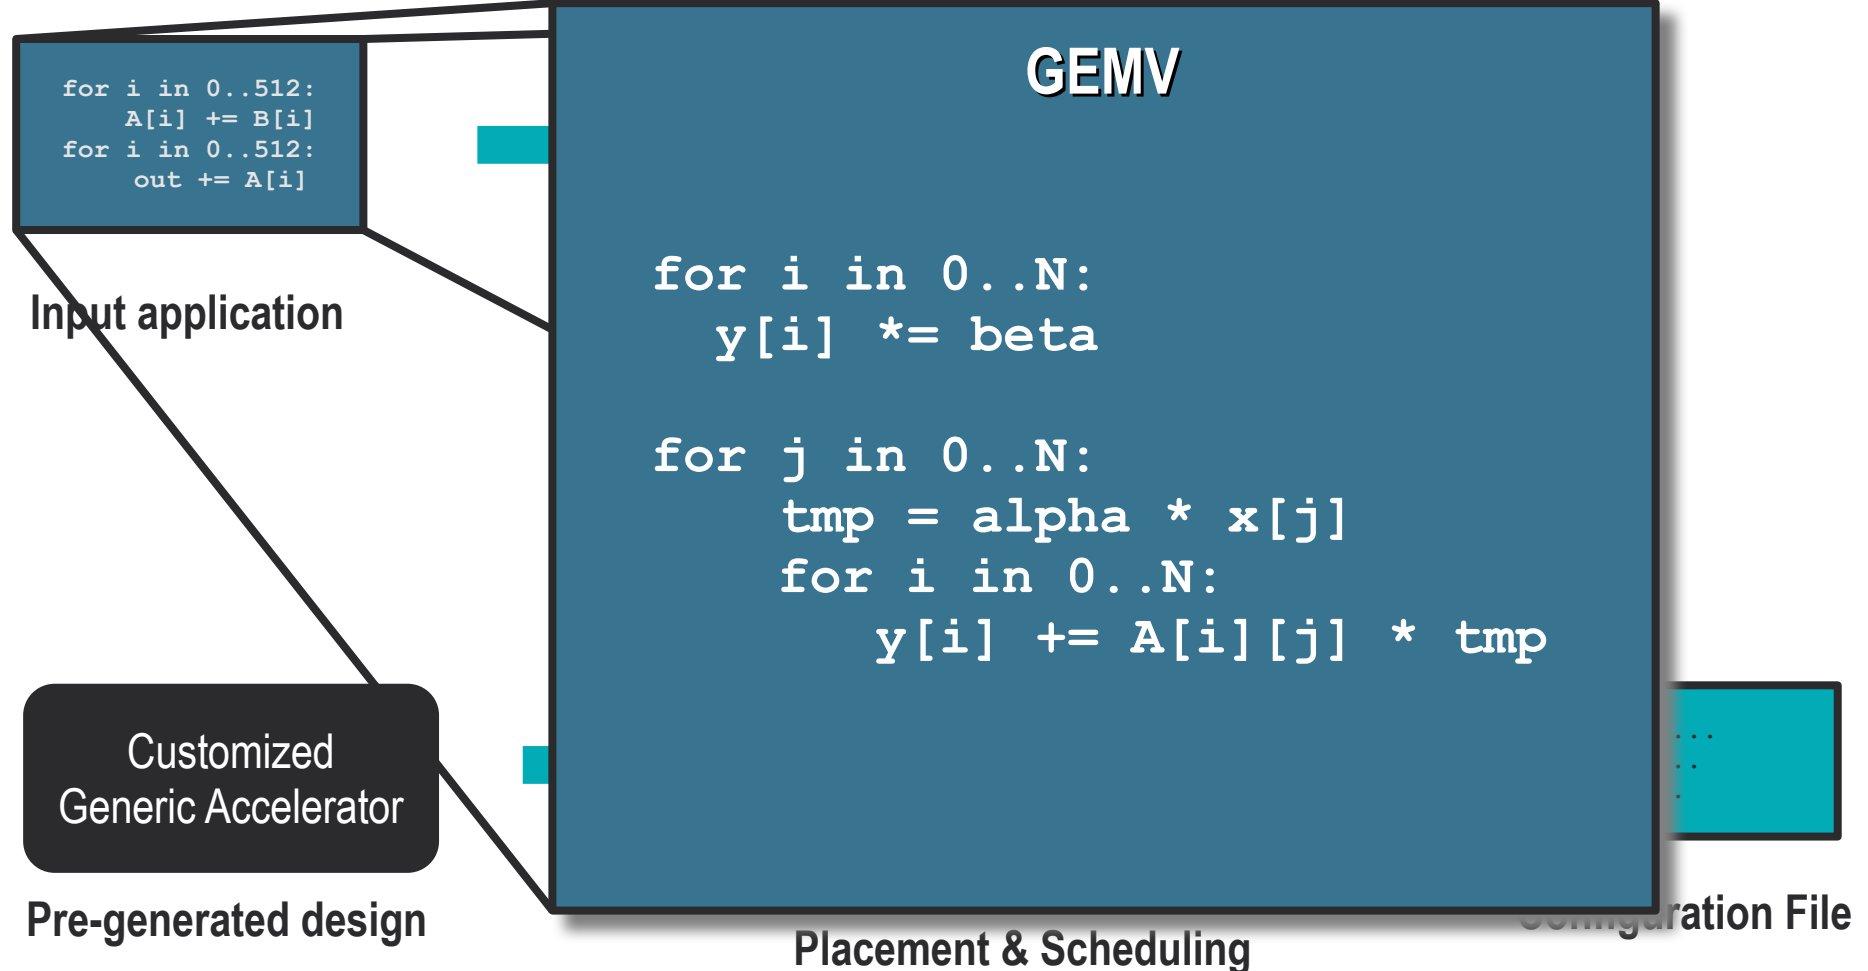 for i in 0..512:
A[i] += B[i]
for i in 0..512:
out += A[i]
Input application
GEMV
for i in 0..N:
y[i] *= beta
for j in 0..N:
tmp = alpha * x[j]
for i in 0..N:
y[i] += A[i][j] * tmp
Customized
Generic Accelerator
Pre-generated design
Placement & Scheduling
...
..
.
Configuration File